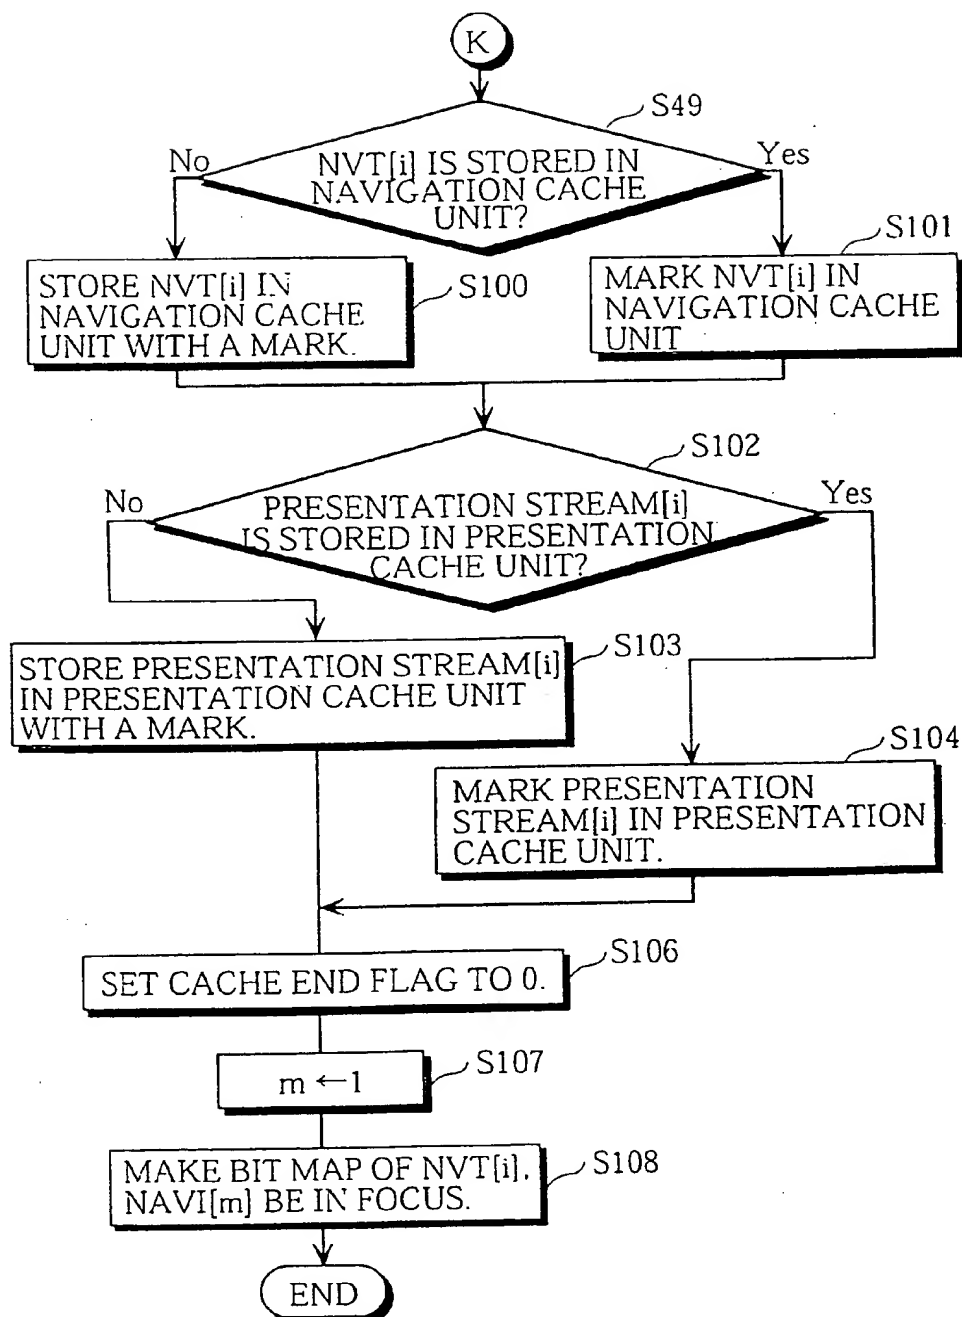 K
S49
No
Yes
NVT[i] IS STORED IN
NAVIGATION CACHE
UNIT?
S101
S100
STORE NVT[i] IN
NAVIGATION CACHE
UNIT WITH A MARK.
MARK NVT[i] IN
NAVIGATION CACHE
UNIT
S102
No
Yes
PRESENTATION STREAM[i]
IS STORED IN PRESENTATION
CACHE UNIT?
S103
STORE PRESENTATION STREAM[i]
IN PRESENTATION CACHE UNIT
WITH A MARK.
S104
MARK PRESENTATION
STREAM[i] IN PRESENTATION
CACHE UNIT.
S106
SET CACHE END FLAG TO 0.
S107
m ←1
S108
MAKE BIT MAP OF NVT[i],
NAVI[m] BE IN FOCUS.
END